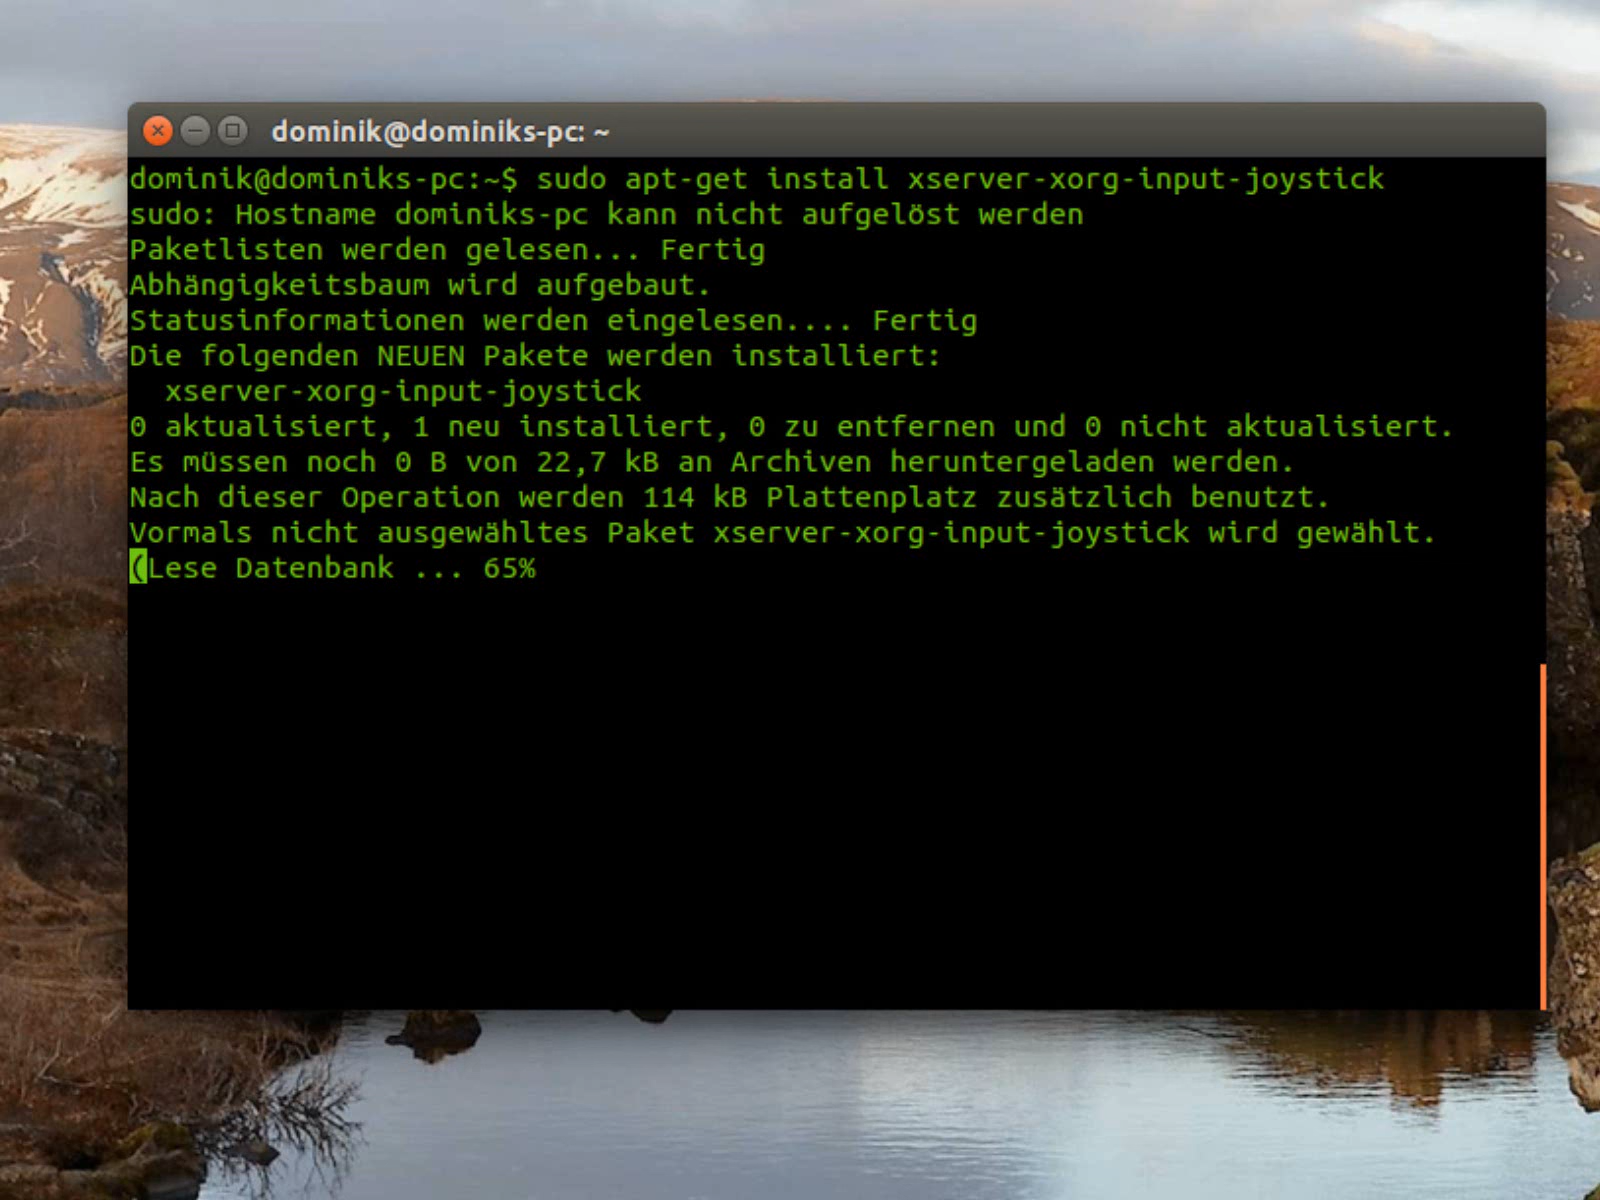 dominik@dominiks-pc: ~
dominik@dominiks-pc:~$ sudo apt-get install xserver-xorg-input-joystick
sudo: Hostname dominiks-pc kann nicht aufgelöst werden
Paketlisten werden gelesen... Fertig
Abhängigkeitsbaum wird aufgebaut.
Statusinformationen werden eingelesen.... Fertig
Die folgenden NEUEN Pakete werden installiert:
  xserver-xorg-input-joystick
0 aktualisiert, 1 neu installiert, 0 zu entfernen und 0 nicht aktualisiert.
Es müssen noch 0 B von 22,7 kB an Archiven heruntergeladen werden.
Nach dieser Operation werden 114 kB Plattenplatz zusätzlich benutzt.
Vormals nicht ausgewähltes Paket xserver-xorg-input-joystick wird gewählt.
(Lese Datenbank ... 65%